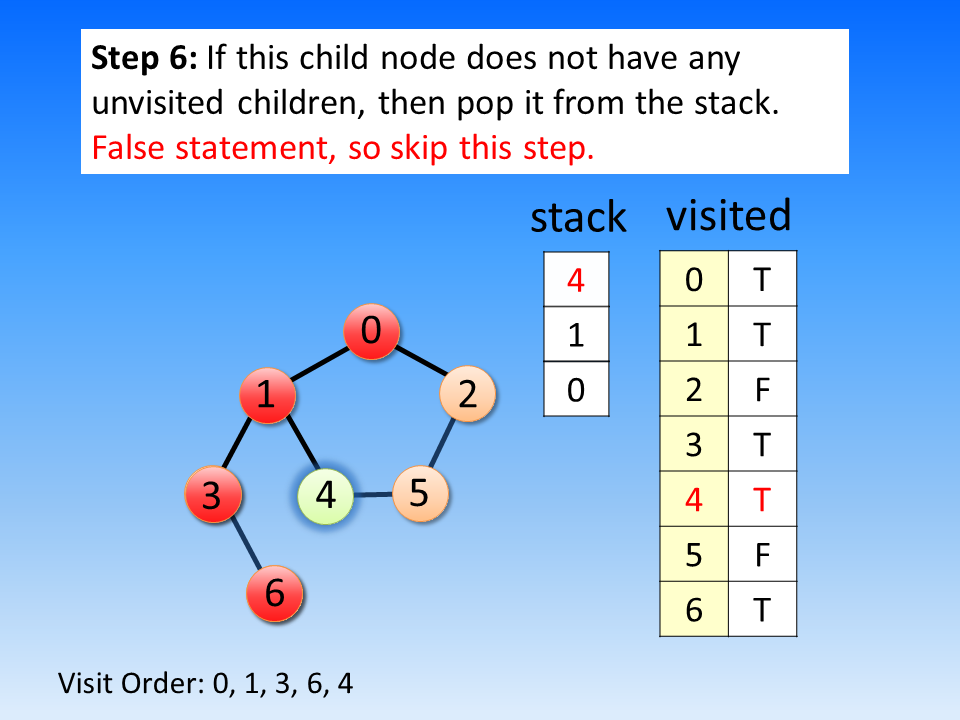 Step 6: If this child node does not have any
unvisited children, then pop it from the stack.
False statement, so skip this step.
stack visited
4
1
0
0 T
1 T
2 F
3 T
4 T
5 F
6 T
0
1 2
3 4 5
6
Visit Order: 0, 1, 3, 6, 4